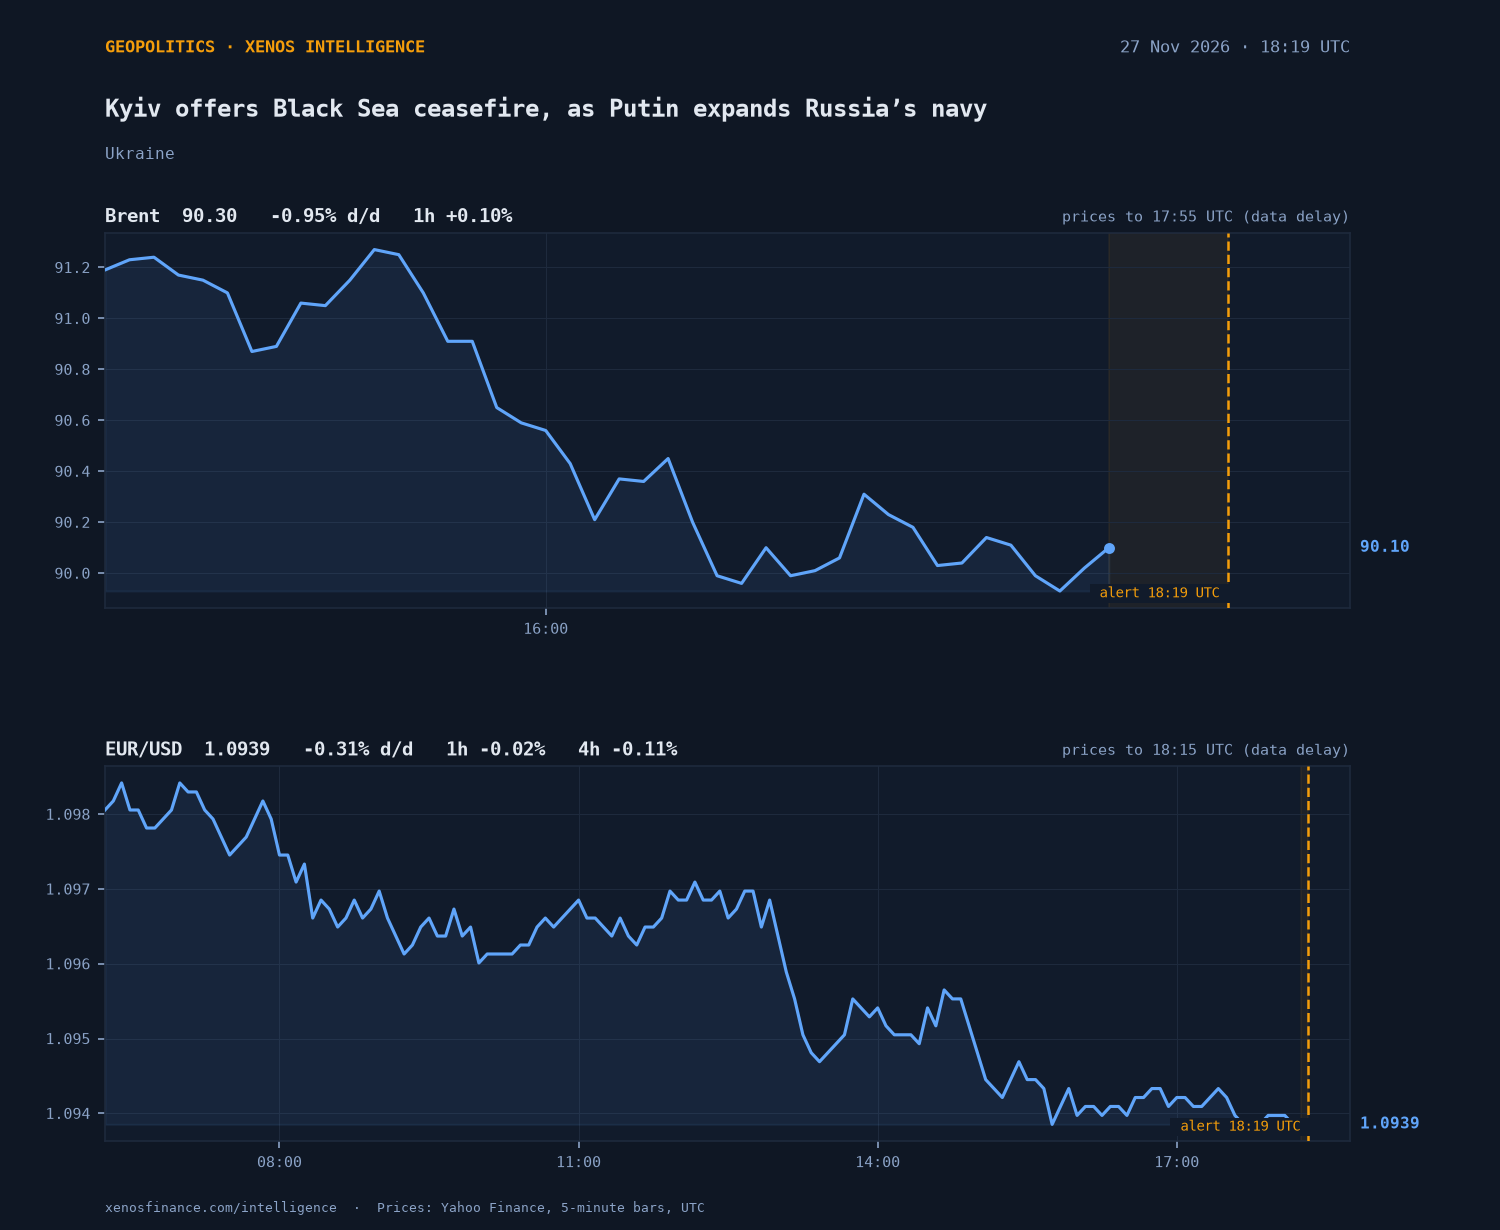 GEOPOLITICS · XENOS INTELLIGENCE
27 Nov 2026 · 18:19 UTC
Kyiv offers Black Sea ceasefire, as Putin expands Russia’s navy
Ukraine
Brent 90.30 -0.95% d/d 1h +0.10%
prices to 17:55 UTC (data delay)
91.2
91.0
90.8
90.6
90.4
90.2
90.0
90.10
alert 18:19 UTC
16:00
EUR/USD 1.0939 -0.31% d/d 1h -0.02% 4h -0.11%
prices to 18:15 UTC (data delay)
1.098
1.097
1.096
1.095
1.094
1.0939
alert 18:19 UTC
08:00 11:00 14:00 17:00
xenosfinance.com/intelligence · Prices: Yahoo Finance, 5-minute bars, UTC